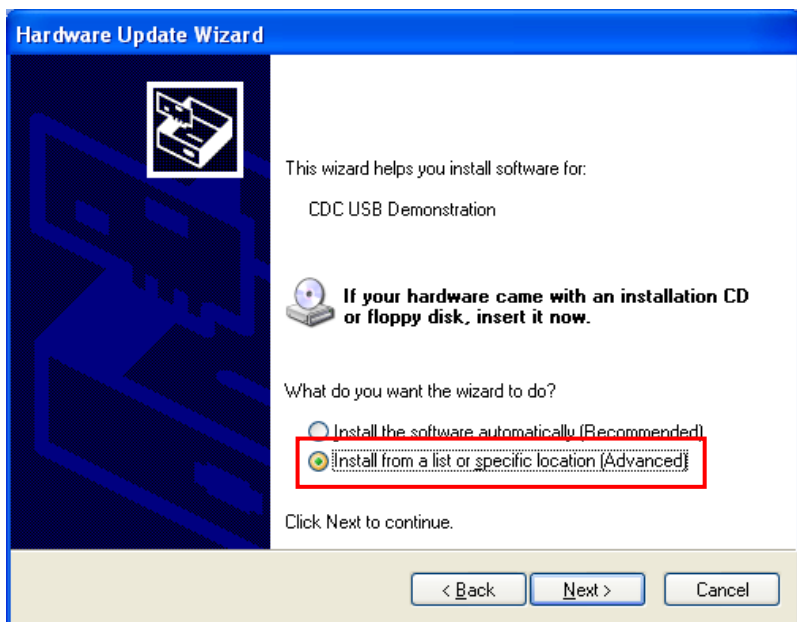 Hardware Update Wizard
This wizard helps you install software for:
CDC USB Demonstration
If your hardware came with an installation CD
or floppy disk, insert it now.
What do you want the wizard to do?
Install the software automatically (Recommended)
Install from a list or specific location (Advanced)
Click Next to continue.
< Back Next > Cancel